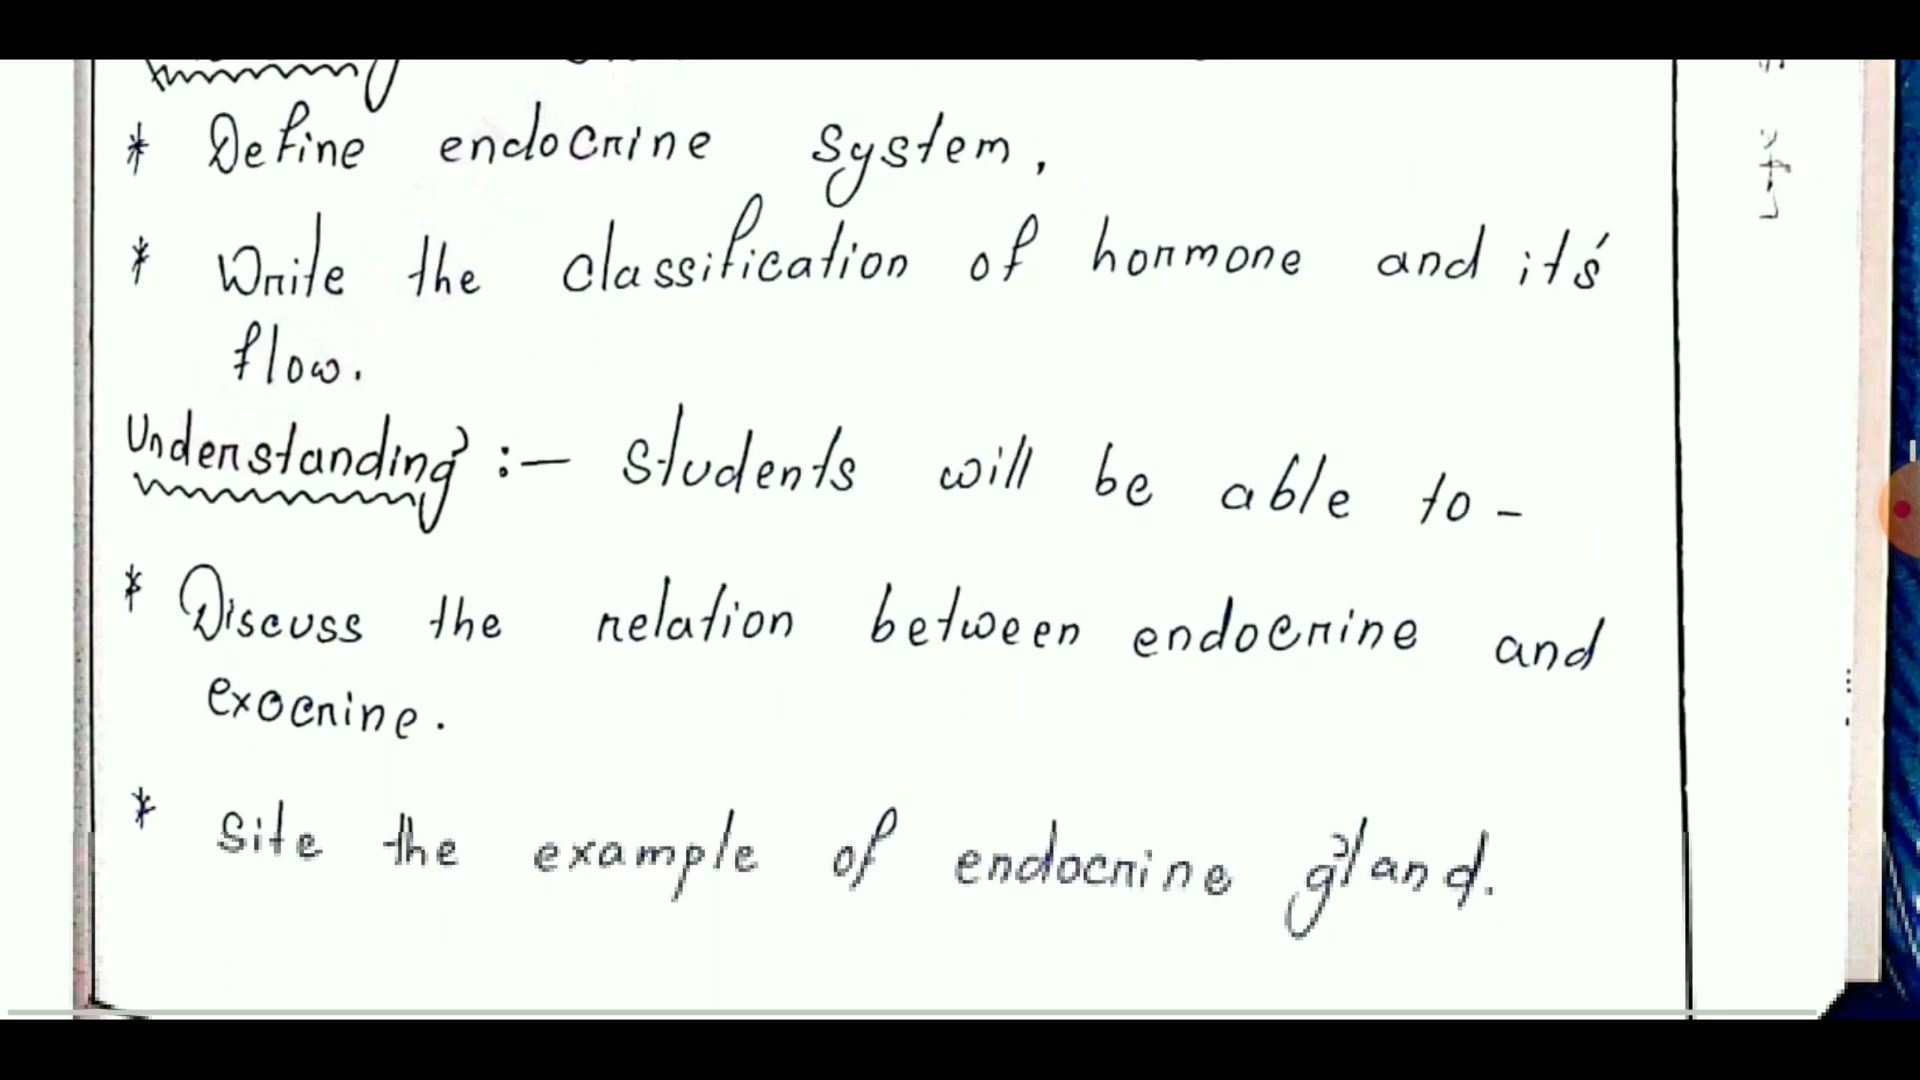 * Define endocrine system.
* Write the classification of hormone and it's
flow.
Understanding :- students will be able to -
* Discuss the relation between endocrine and
exocrine.
* Site the example of endocrine gland.